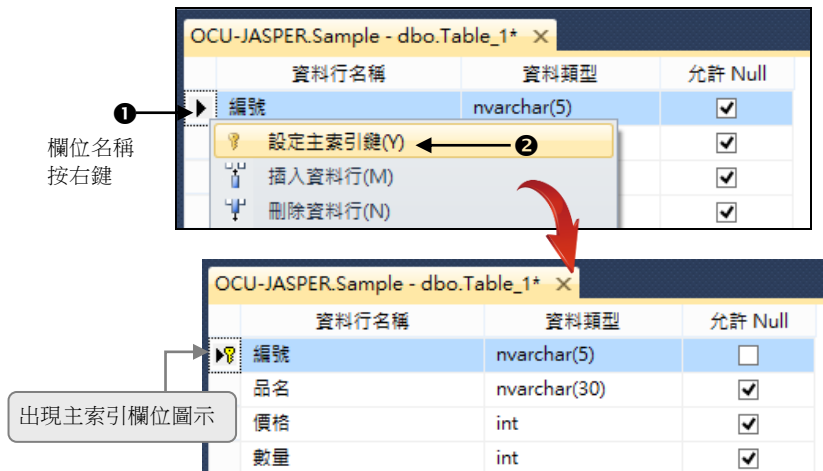 OCU-JASPER.Sample - dbo.Table_1* ×
資料行名稱 資料類型 允許 Null
❶ 編號 nvarchar(5)
欄位名稱
按右鍵
設定主索引鍵(Y) ❷
插入資料行(M)
刪除資料行(N)
OCU-JASPER.Sample - dbo.Table_1* ×
資料行名稱 資料類型 允許 Null
編號 nvarchar(5)
品名 nvarchar(30)
價格 int
數量 int
出現主索引欄位圖示